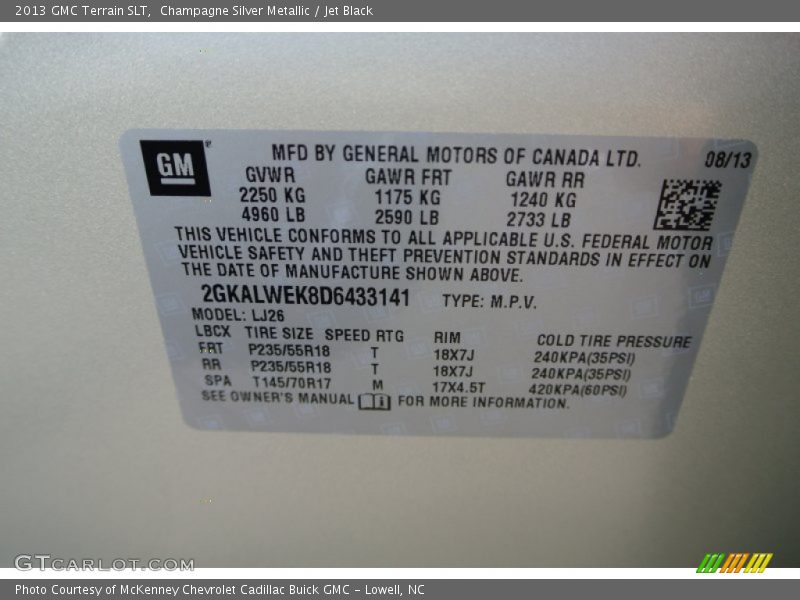 2013 GMC Terrain SLT,  Champagne Silver Metallic / Jet Black
GM
MFD BY GENERAL MOTORS OF CANADA LTD. 08/13
GVWR GAWR FRT GAWR RR
2250 KG 1175 KG 1240 KG
4960 LB 2590 LB 2733 LB
THIS VEHICLE CONFORMS TO ALL APPLICABLE U.S. FEDERAL MOTOR
VEHICLE SAFETY AND THEFT PREVENTION STANDARDS IN EFFECT ON
THE DATE OF MANUFACTURE SHOWN ABOVE.
2GKALWEK8D6433141 TYPE: M.P.V.
MODEL: LJ26
LBCX TIRE SIZE SPEED RTG RIM COLD TIRE PRESSURE
FRT P235/55R18 T 18X7J 240KPA(35PSI)
RR P235/55R18 T 18X7J 240KPA(35PSI)
SPA T145/70R17 M 17X4.5T 420KPA(60PSI)
SEE OWNER'S MANUAL FOR MORE INFORMATION.
GTCARLOT.COM
Photo Courtesy of McKenney Chevrolet Cadillac Buick GMC - Lowell, NC